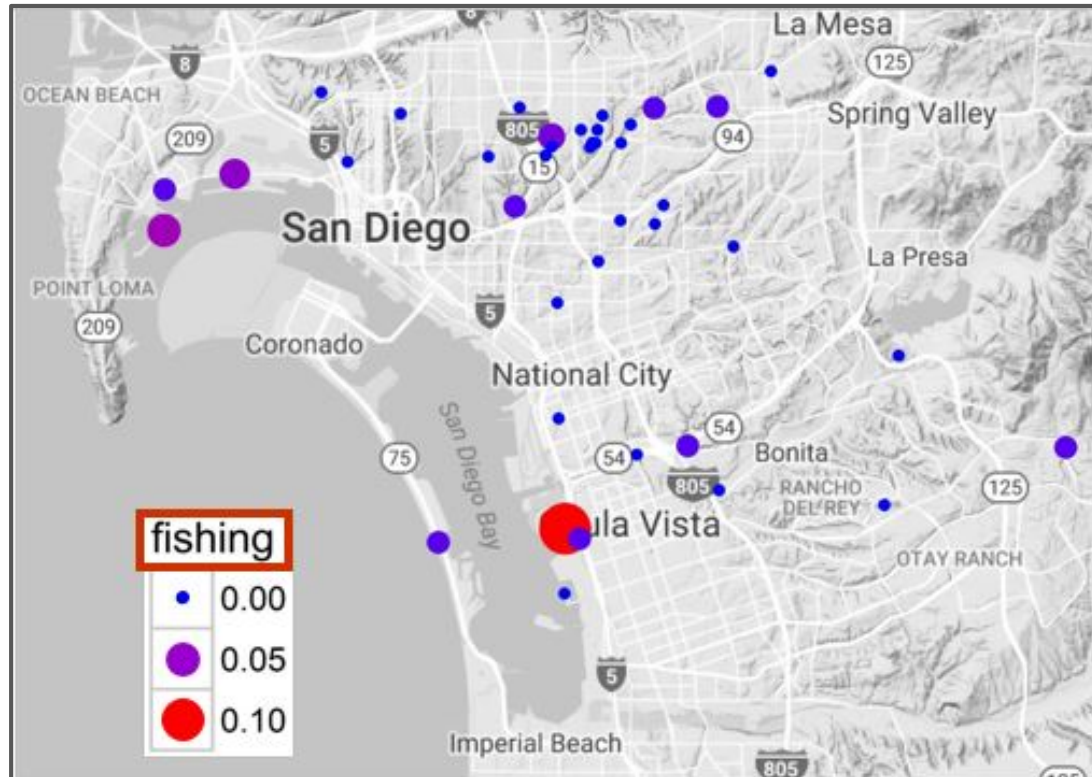 La Mesa
8
8
125
OCEAN BEACH
Spring Valley
209
5
805
94
15
San Diego
La Presa
POINT LOMA
209
5
Coronado
National City
San Diego Bay
54
54
75
Bonita
805
RANCHO
DEL REY
125
ula Vista
OTAY RANCH
fishing
0.00
0.05
0.10
5
Imperial Beach
805